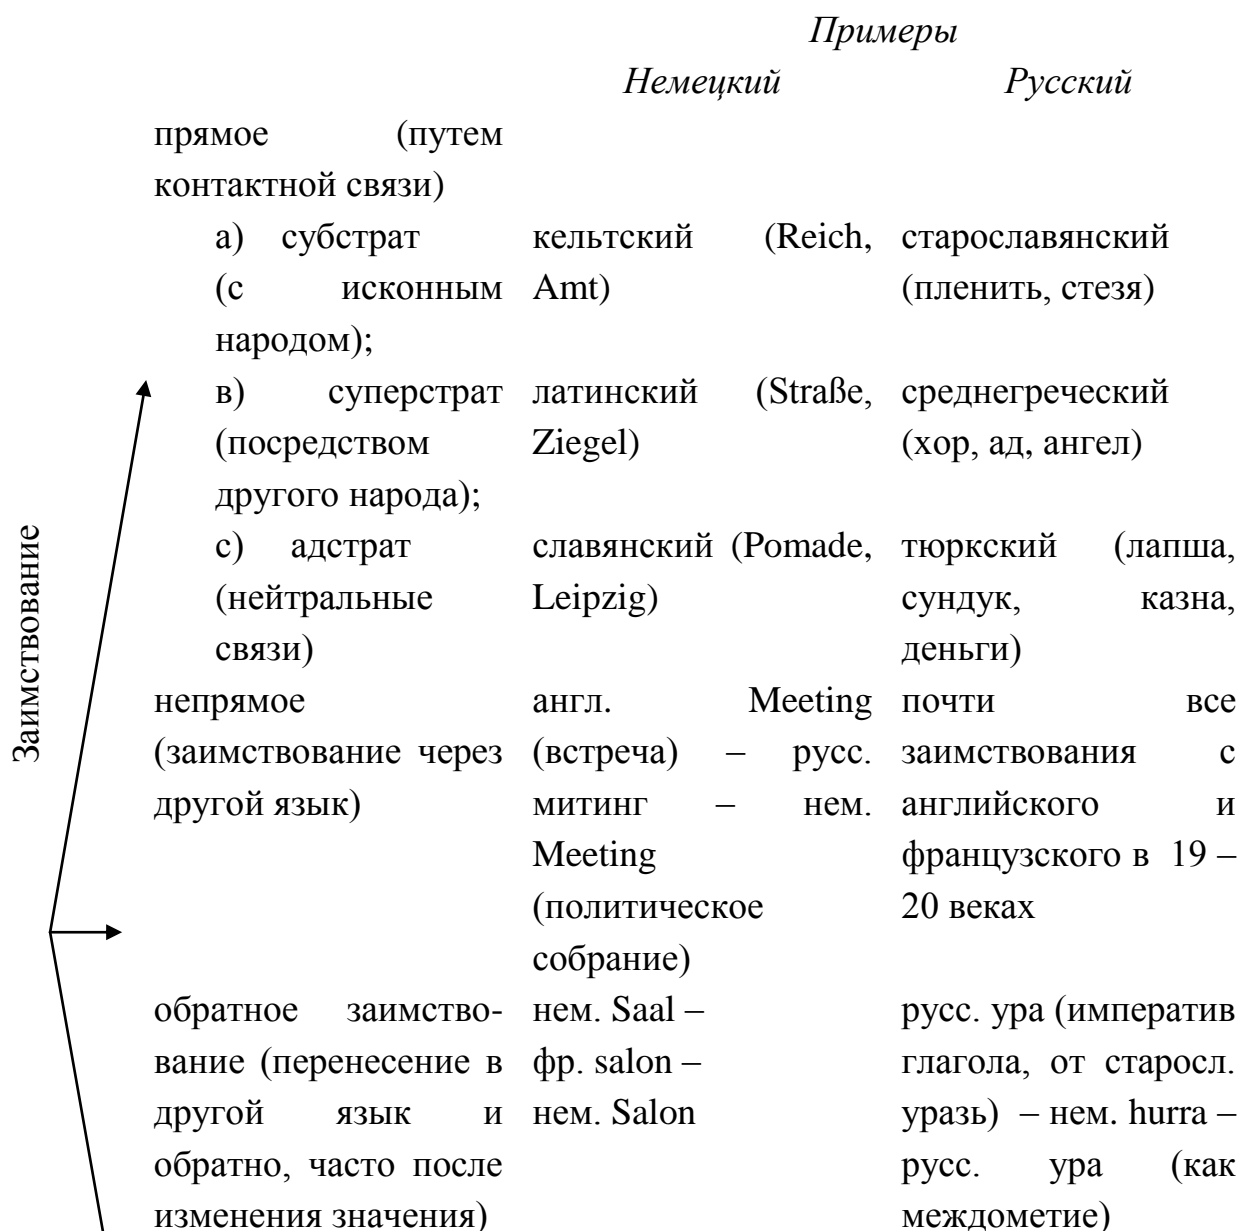 Примеры
Немецкий Русский
прямое (путем
контактной связи)
а) субстрат кельтский (Reich, старославянский
(с исконным Amt) (пленить, стезя)
народом);
в) суперстрат латинский (Straße, среднегреческий
(посредством Ziegel) (хор, ад, ангел)
другого народа);
с) адстрат славянский (Pomade, тюркский (лапша,
(нейтральные Leipzig) сундук, казна,
связи) деньги)
Заимствование
непрямое англ. Meeting почти все
(заимствование через (встреча) – русс. заимствования с
другой язык) митинг – нем. английского и
Meeting французского в 19 –
(политическое 20 веках
собрание)
обратное заимство- нем. Saal – русс. ура (императив
вание (перенесение в фр. salon – глагола, от старосл.
другой язык и нем. Salon уразь) – нем. hurra –
обратно, часто после русс. ура (как
изменения значения) междометие)